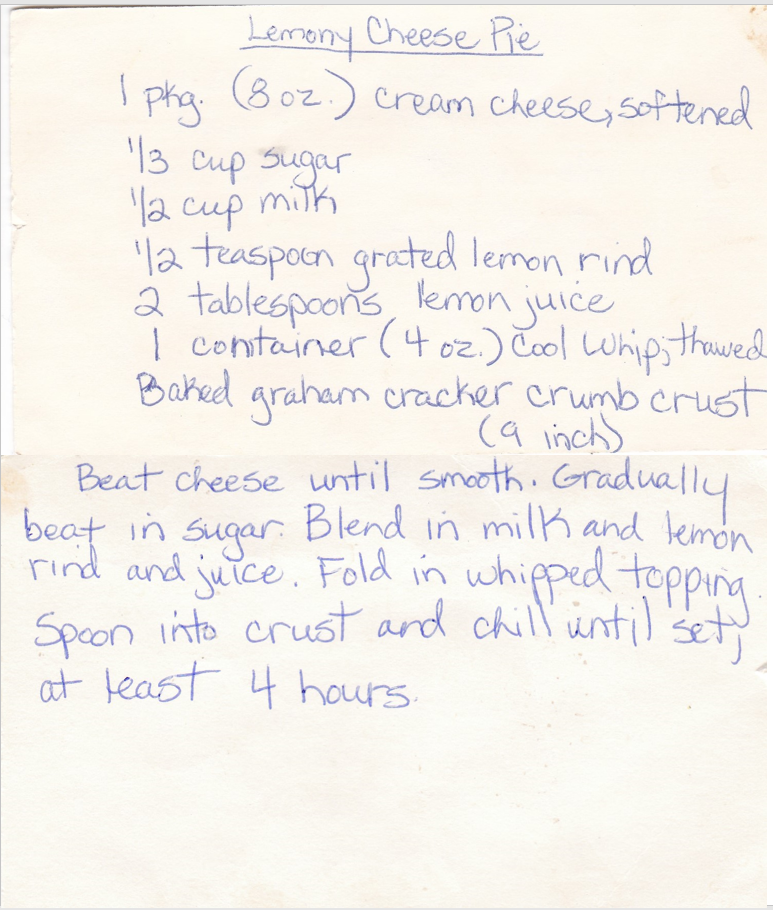 Lemony Cheese Pie
1 pkg. (8 oz.) cream cheese, softened
1/3 cup sugar
1/2 cup milk
1/2 teaspoon grated lemon rind
2 tablespoons lemon juice
1 container (4 oz.) Cool Whip, thawed
Baked graham cracker crumb crust
(9 inch)
Beat cheese until smooth. Gradually
beat in sugar. Blend in milk and lemon
rind and juice. Fold in whipped topping.
Spoon into crust and chill until set,
at least 4 hours.